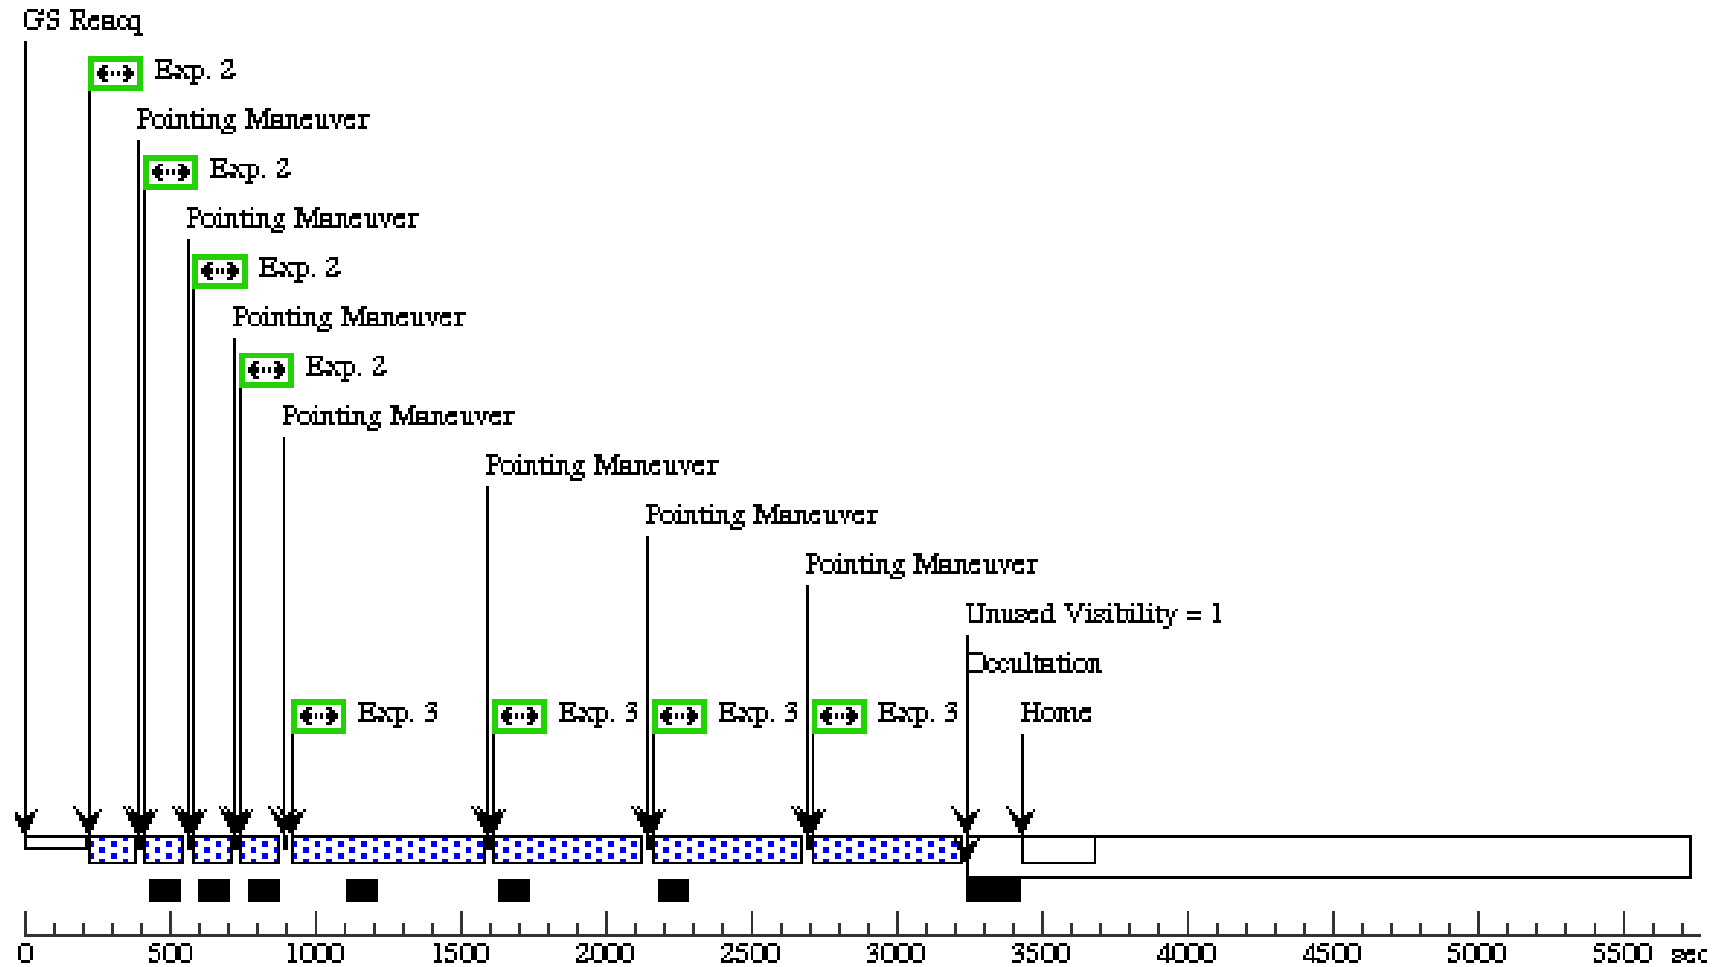 GS Reacq
Exp. 2
Pointing Maneuver
Exp. 2
Pointing Maneuver
Exp. 2
Pointing Maneuver
Exp. 2
Pointing Maneuver
Pointing Maneuver
Pointing Maneuver
Pointing Maneuver
Unused Visibility = 1
Occultation
Exp. 3 Exp. 3 Exp. 3 Exp. 3 Home
0 500 1000 1500 2000 2500 3000 3500 4000 4500 5000 5500 sec